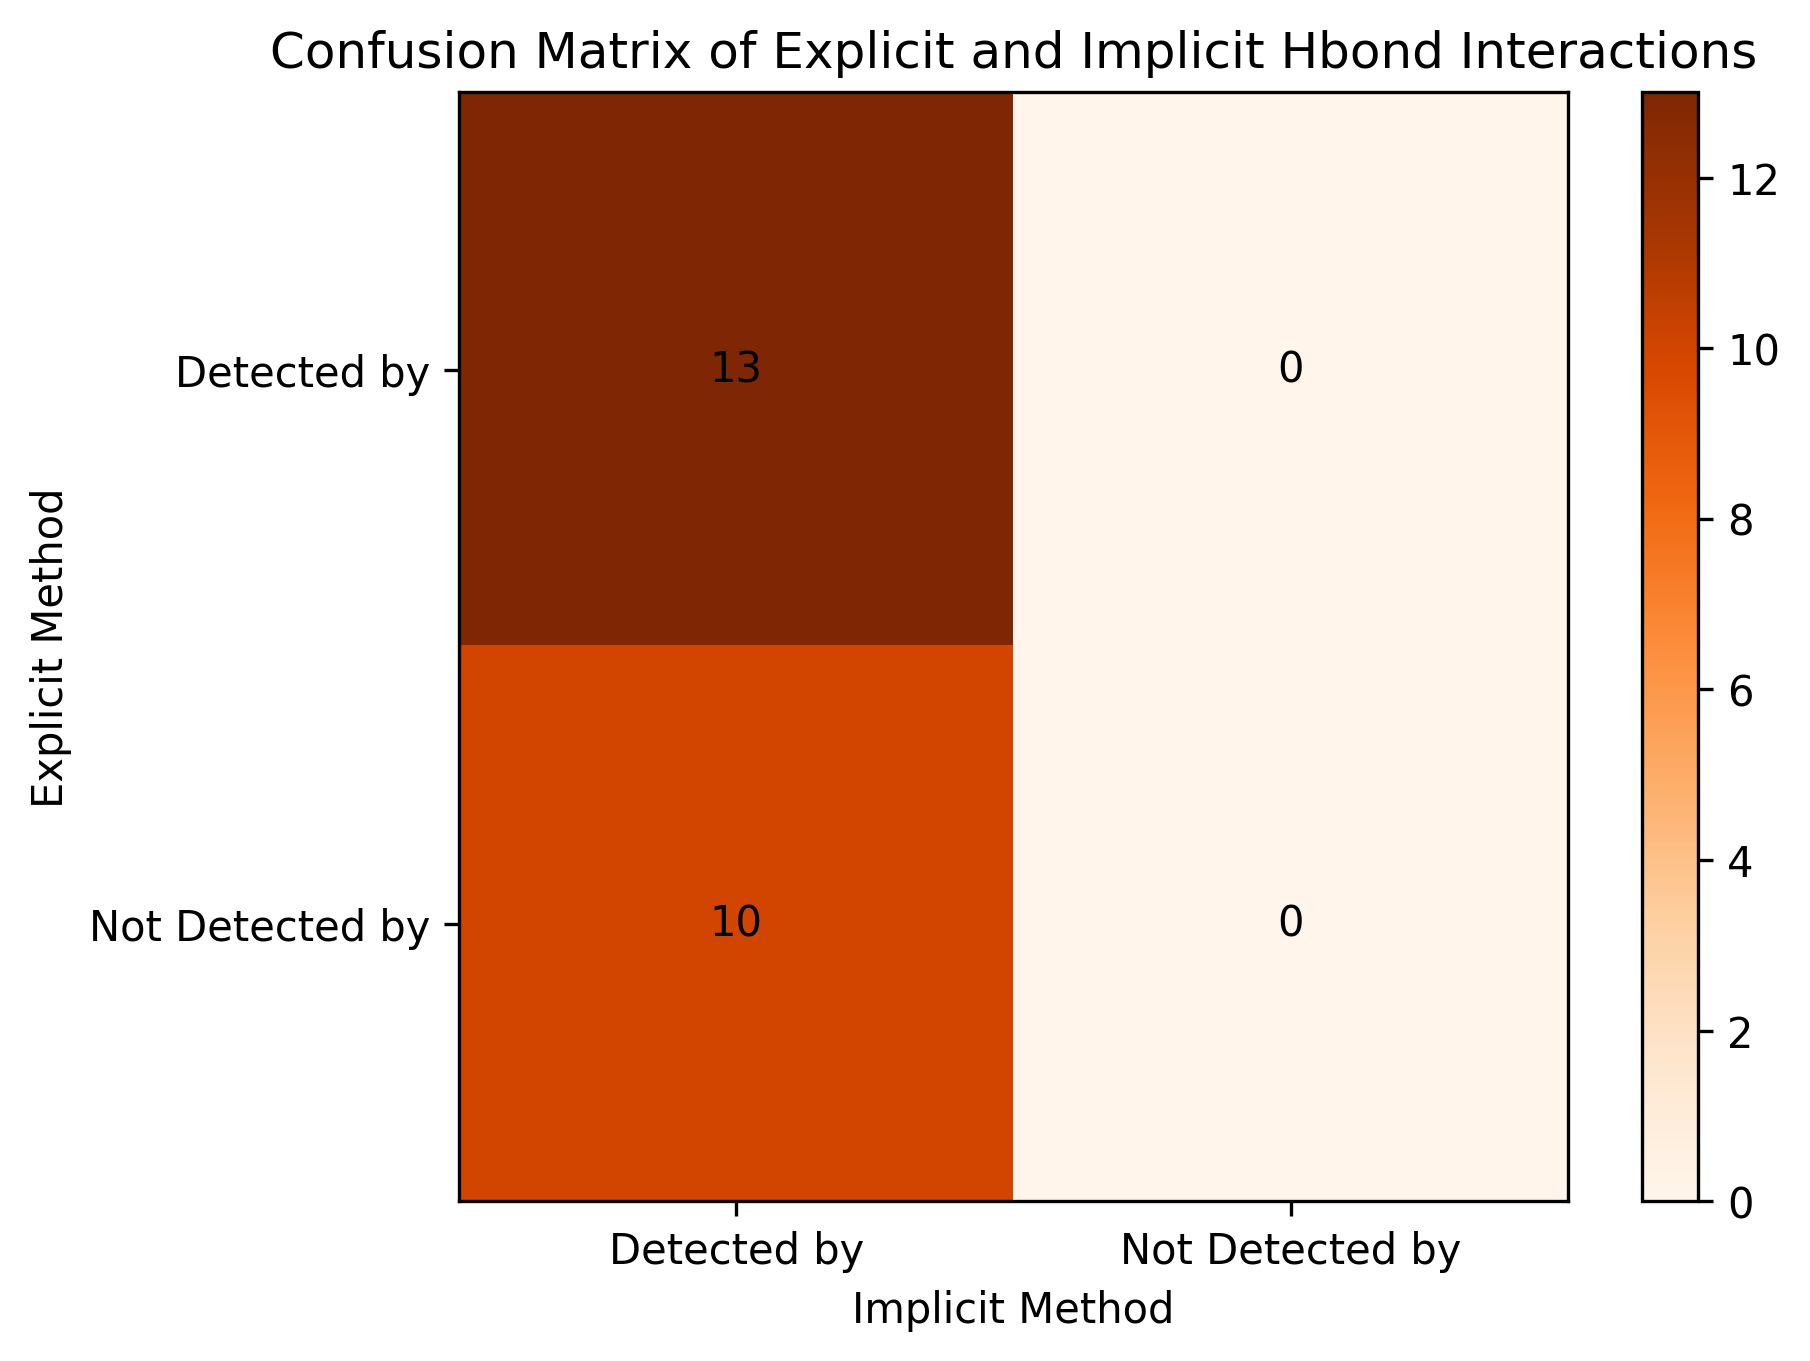 Confusion Matrix of Explicit and Implicit Hbond Interactions
Explicit Method
Detected by
Not Detected by
13
0
10
0
Detected by
Not Detected by
Implicit Method
12
10
8
6
4
2
0